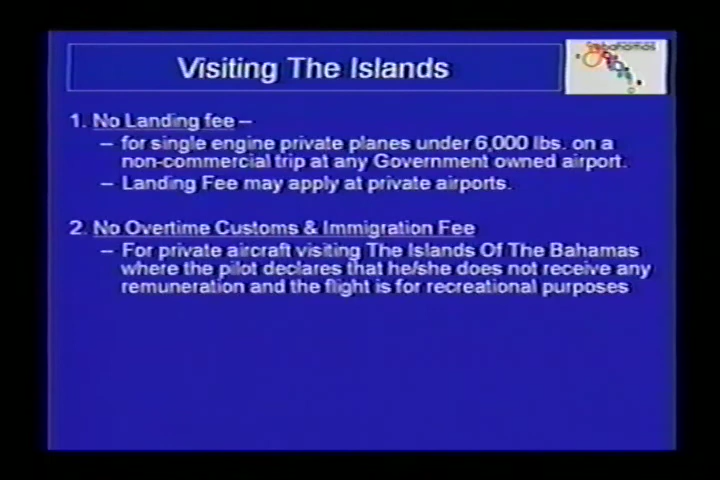 Visiting The Islands
bahamas
1. No Landing fee –
– for single engine private planes under 6,000 lbs. on a
non-commercial trip at any Government owned airport.
– Landing Fee may apply at private airports.
2. No Overtime Customs & Immigration Fee
– For private aircraft visiting The Islands Of The Bahamas
where the pilot declares that he/she does not receive any
remuneration and the flight is for recreational purposes